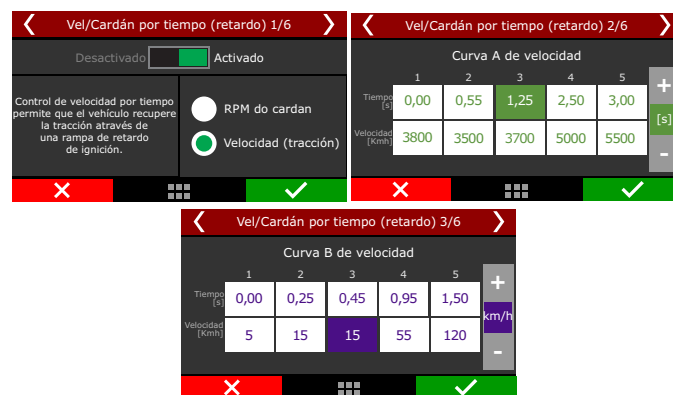 Vel/Cardán por tiempo (retardo) 1/6
Desactivado Activado
Control de velocidad por tiempo
permite que el vehículo recupere
la tracción através de
una rampa de retardo
de ignición.
RPM do cardan
Velocidad (tracción)
Vel/Cardán por tiempo (retardo) 2/6
Curva A de velocidad
1 2 3 4 5
Tiempo
[s]
0,00 0,55 1,25 2,50 3,00
Velocidad
[Kmh]
3800 3500 3700 5000 5500
+
[s]
-
Vel/Cardán por tiempo (retardo) 3/6
Curva B de velocidad
1 2 3 4 5
Tiempo
[s]
0,00 0,25 0,45 0,95 1,50
Velocidad
[Kmh]
5 15 15 55 120
+
km/h
-